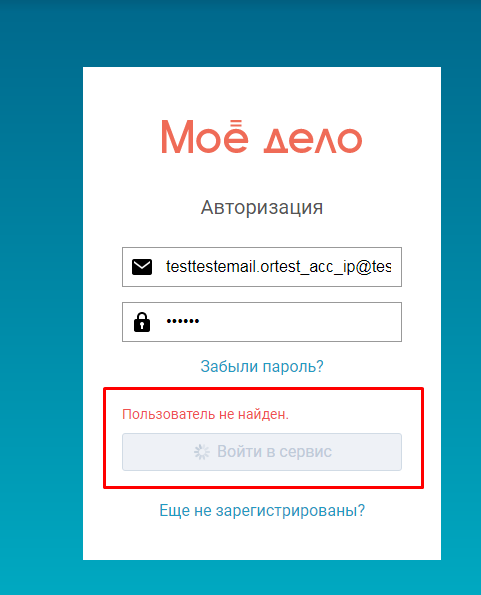 Моё дело
Авторизация
testtestemail.ortest_acc_ip@tes
••••••
Забыли пароль?
Пользователь не найден.
Войти в сервис
Еще не зарегистрированы?